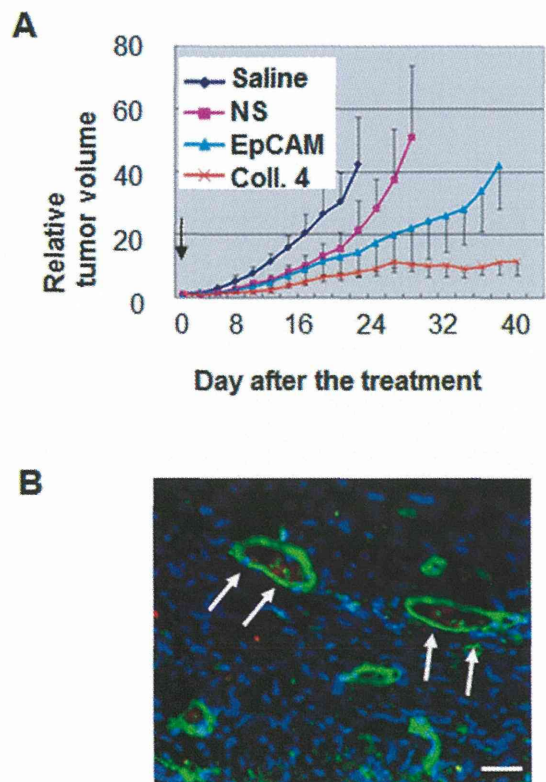 A
80
60
40
20
0
Relative
tumor volume
Saline
NS
EpCAM
Coll. 4
0 8 16 24 32 40
Day after the treatment
B